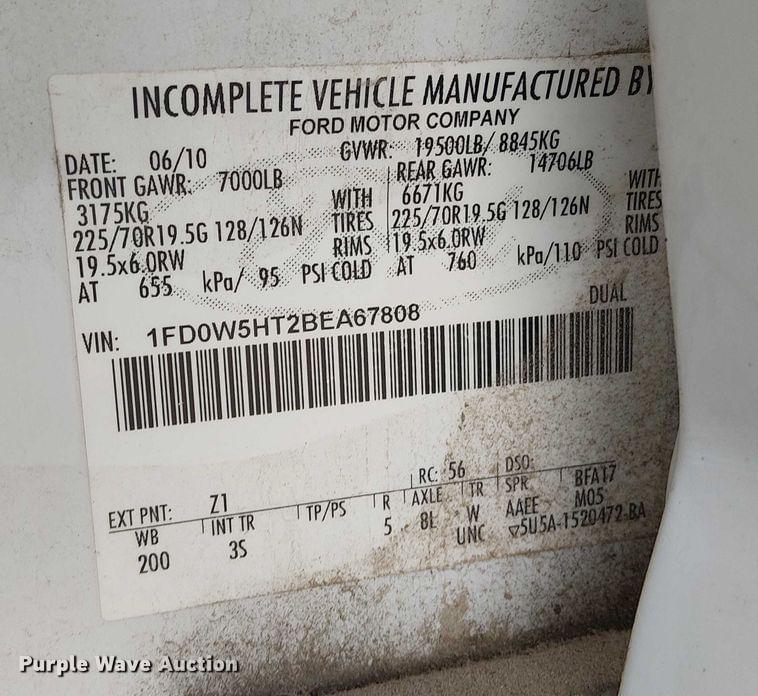 INCOMPLETE VEHICLE MANUFACTURED BY
FORD MOTOR COMPANY
DATE: 06/10 GVWR: 19500LB/ 8845KG
FRONT GAWR: 7000LB REAR GAWR: 14706LB
3175KG WITH 6671KG WITH
225/70R19.5G 128/126N TIRES 225/70R19.5G 128/126N TIRES
19.5x6.0RW RIMS 19.5x6.0RW RIMS
AT 655 kPa/ 95 PSI COLD AT 760 kPa/110 PSI COLD
DUAL
VIN: 1FD0W5HT2BEA67808
EXT PNT: Z1 RC: 56 DSO:
WB INT TR TP/PS R AXLE TR SPR BFA17
200 3S 5 8L W AAEE M05
UNC ▽5U5A-1520472-BA
Purple Wave Auction